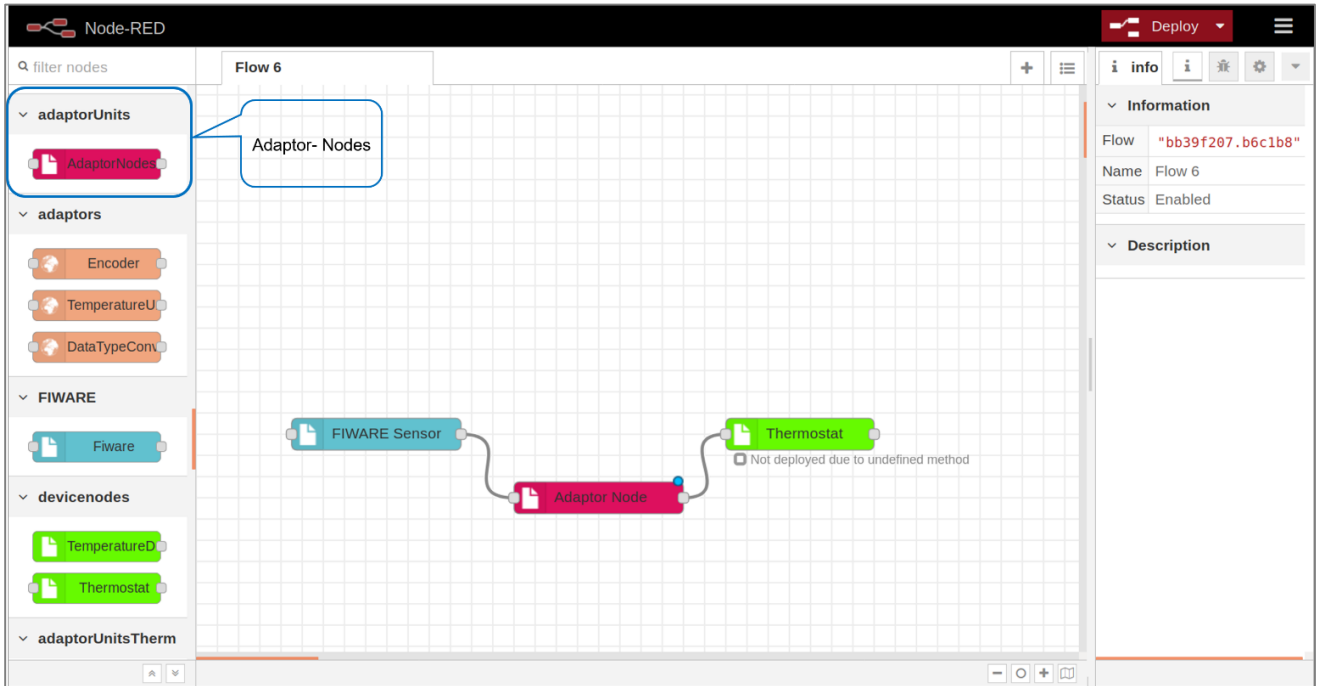 Node-RED
Deploy
filter nodes
Flow 6
i info
i
adaptorUnits
AdaptorNodes
Adaptor- Nodes
adaptors
Encoder
TemperatureU
DataTypeConv
FIWARE
Fiware
devicenodes
TemperatureD
Thermostat
adaptorUnitsTherm
FIWARE Sensor
Adaptor Node
Thermostat
Not deployed due to undefined method
Information
Flow "bb39f207.b6c1b8"
Name Flow 6
Status Enabled
Description